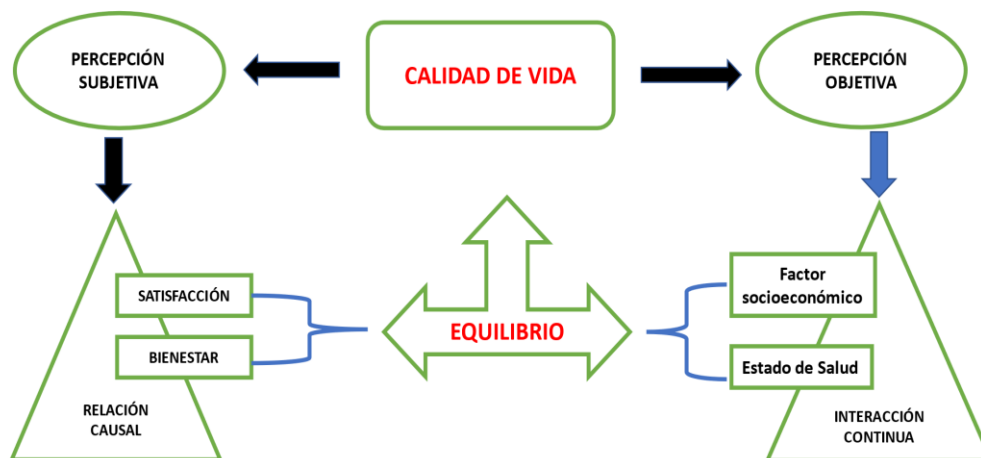 PERCEPCIÓN
SUBJETIVA
CALIDAD DE VIDA
PERCEPCIÓN
OBJETIVA
SATISFACCIÓN
BIENESTAR
RELACIÓN
CAUSAL
EQUILIBRIO
Factor
socioeconómico
Estado de Salud
INTERACCIÓN
CONTINUA